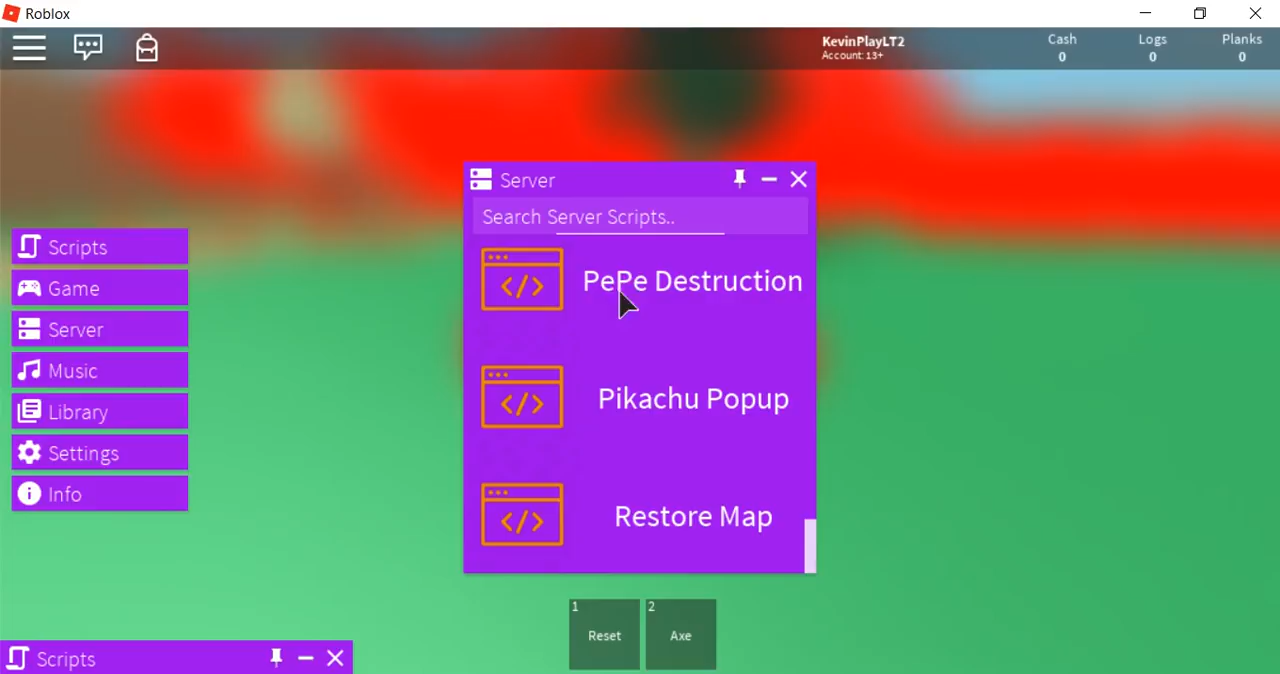 Roblox
KevinPlayLT2
Account: 13+
Cash
0
Logs
0
Planks
0
Server
Search Server Scripts..
PePe Destruction
Pikachu Popup
Restore Map
Scripts
Game
Server
Music
Library
Settings
Info
1
Reset
2
Axe
Scripts